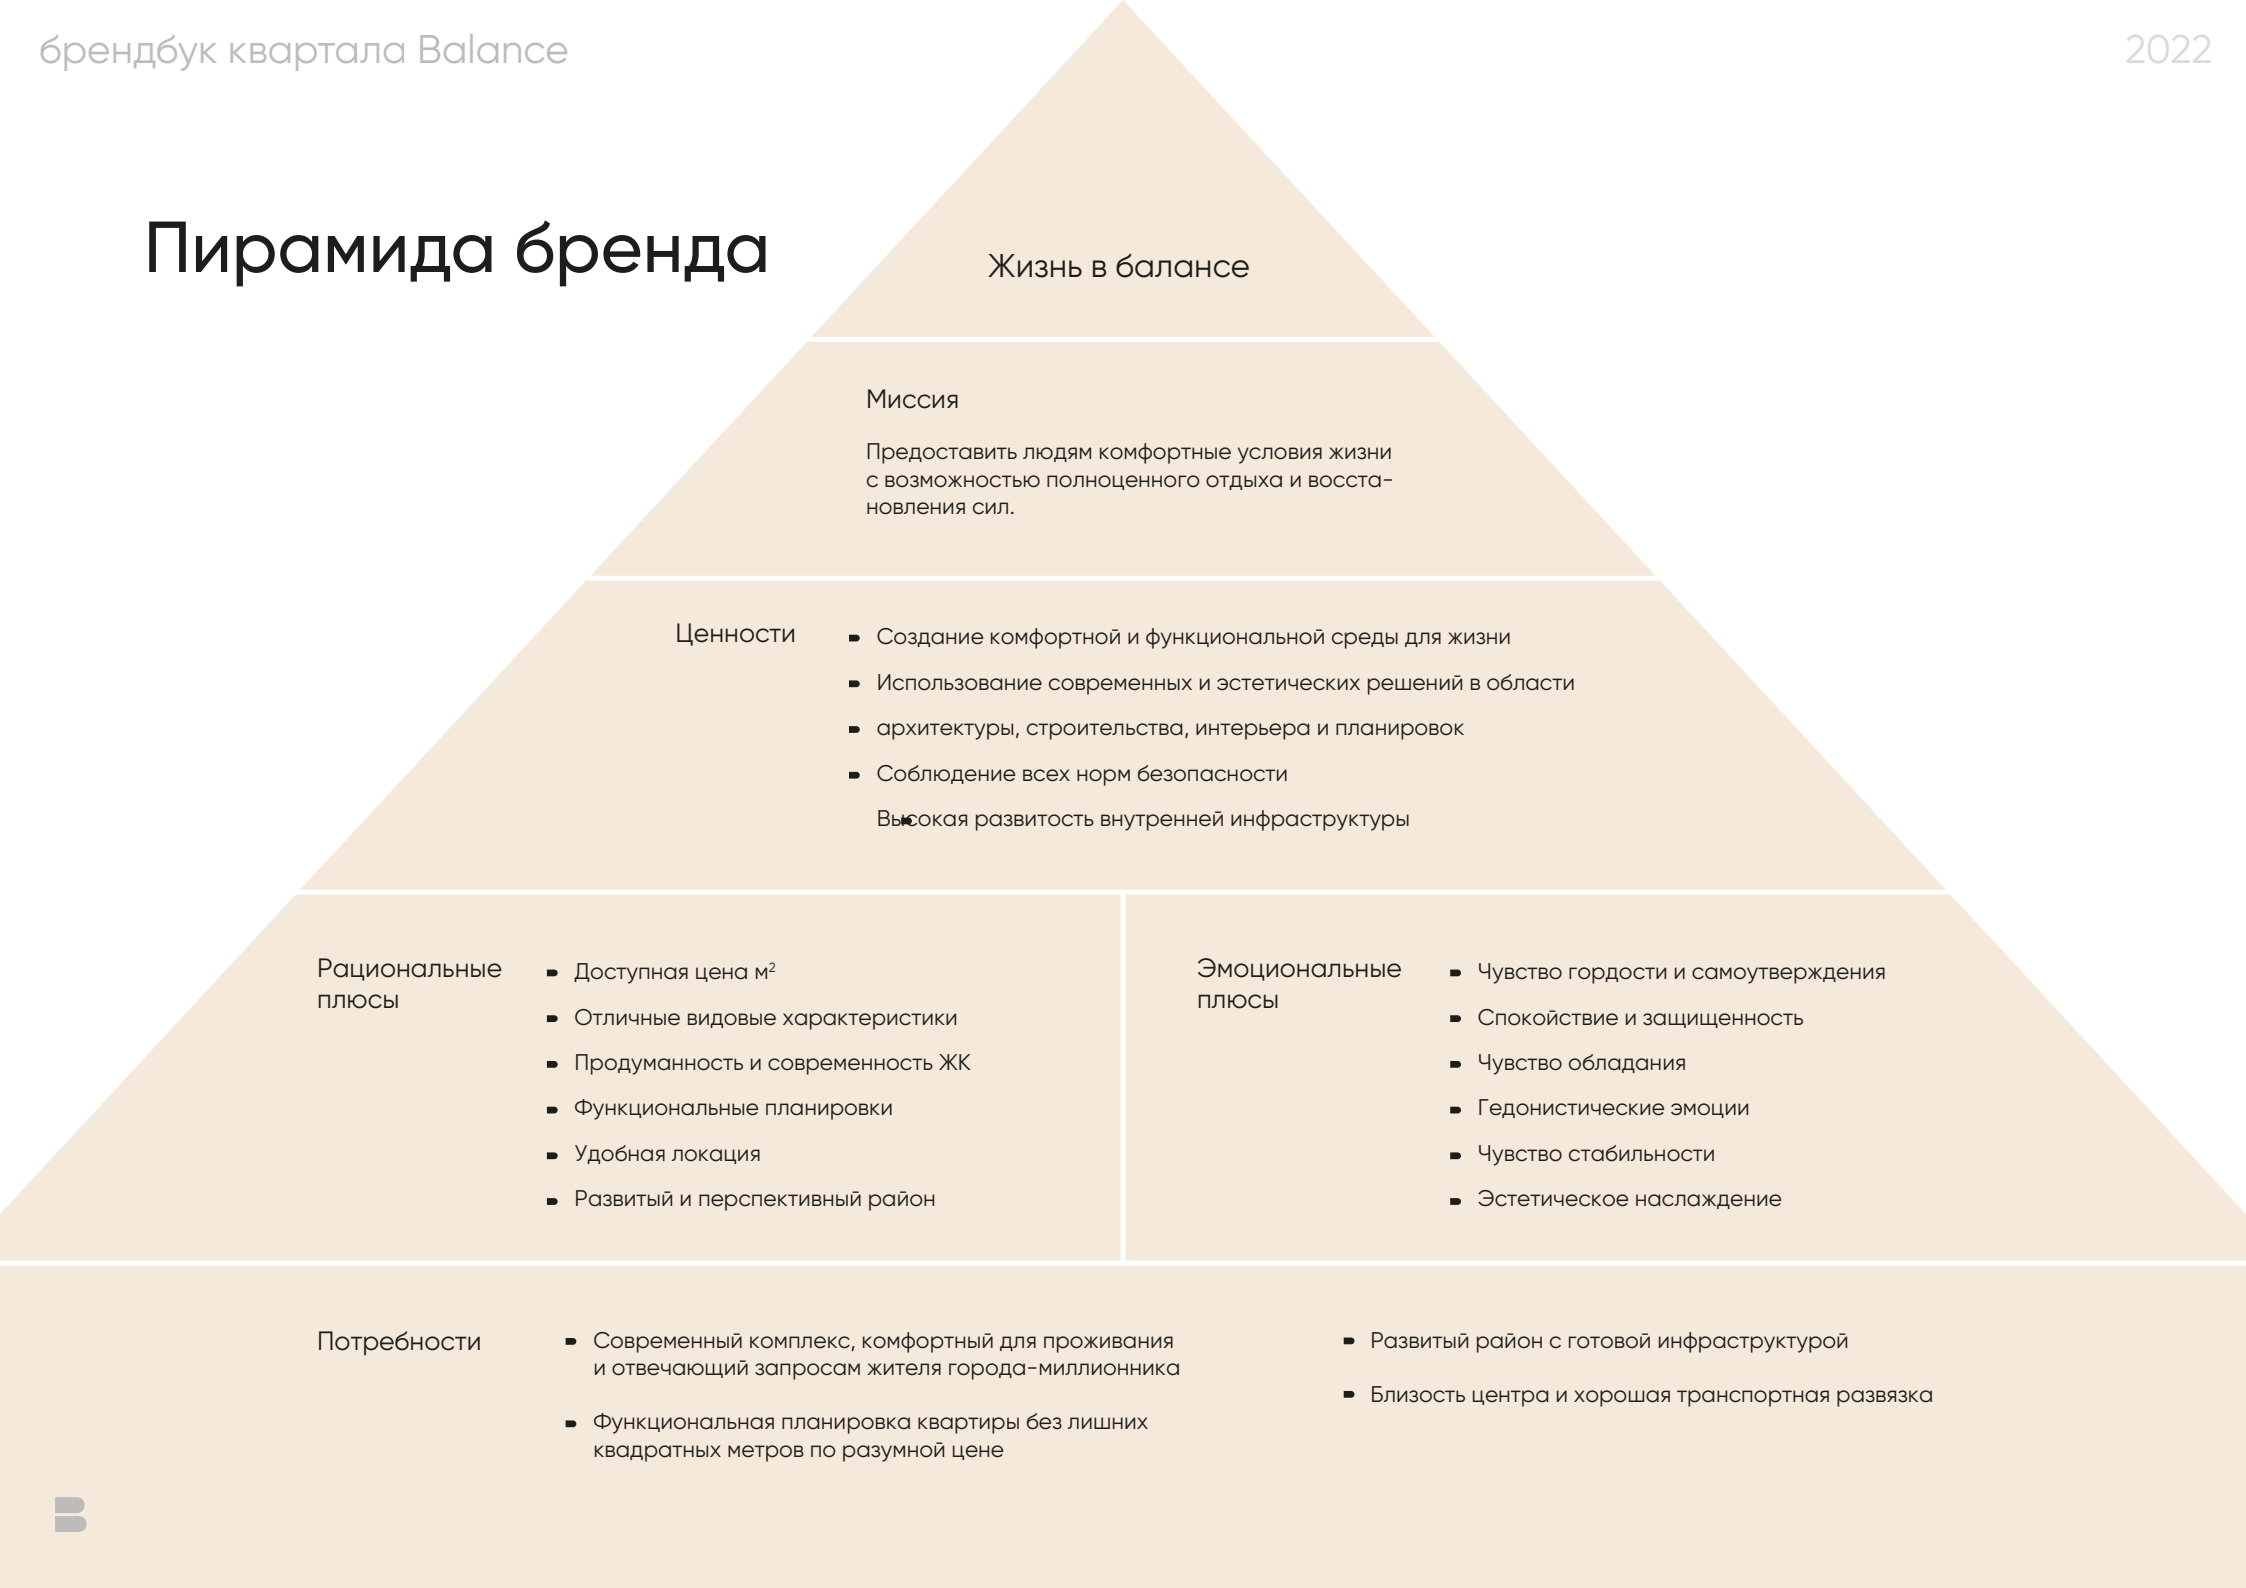 брендбук квартала Balance
2022
Пирамида бренда
Жизнь в балансе
Миссия
Предоставить людям комфортные условия жизни
с возможностью полноценного отдыха и восста-
новления сил.
Ценности
Создание комфортной и функциональной среды для жизни
Использование современных и эстетических решений в области
архитектуры, строительства, интерьера и планировок
Соблюдение всех норм безопасности
Высокая развитость внутренней инфраструктуры
Рациональные
плюсы
Доступная цена м²
Отличные видовые характеристики
Продуманность и современность ЖК
Функциональные планировки
Удобная локация
Развитый и перспективный район
Эмоциональные
плюсы
Чувство гордости и самоутверждения
Спокойствие и защищенность
Чувство обладания
Гедонистические эмоции
Чувство стабильности
Эстетическое наслаждение
Потребности
Современный комплекс, комфортный для проживания
и отвечающий запросам жителя города-миллионника
Функциональная планировка квартиры без лишних
квадратных метров по разумной цене
Развитый район с готовой инфраструктурой
Близость центра и хорошая транспортная развязка
B